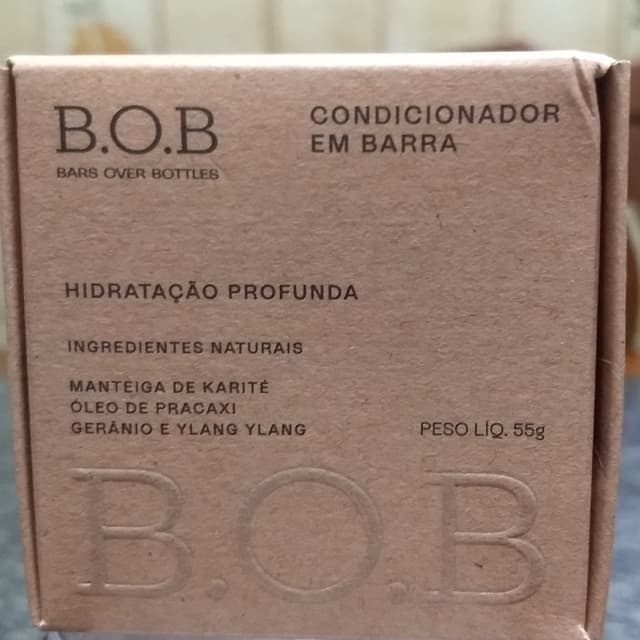 B.O.B
BARS OVER BOTTLES
CONDICIONADOR
EM BARRA
HIDRATAÇÃO PROFUNDA
INGREDIENTES NATURAIS
MANTEIGA DE KARITÉ
ÓLEO DE PRACAXI
GERÂNIO E YLANG YLANG
PESO LÍQ. 55g
B.O.B